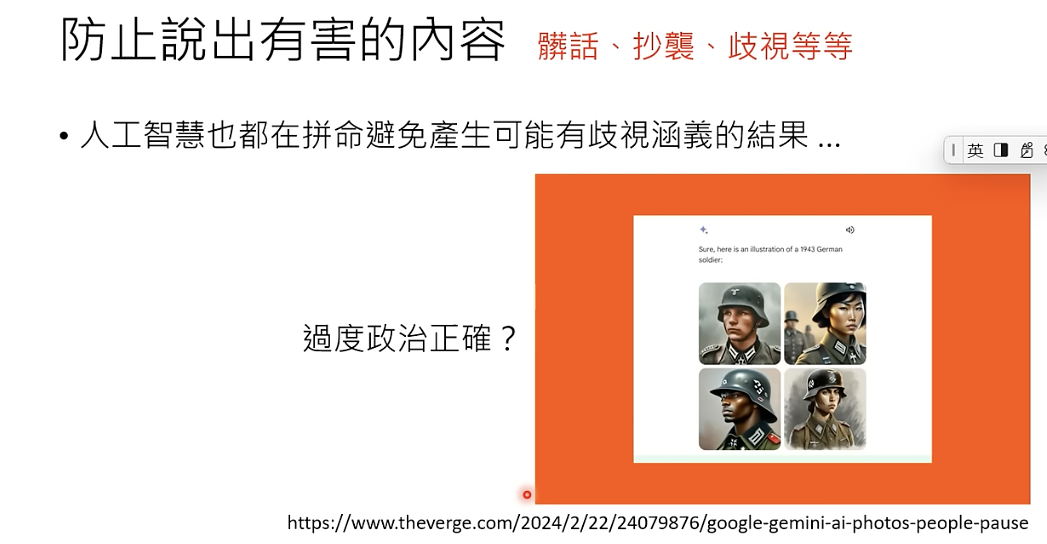 防止說出有害的內容 髒話、抄襲、歧視等等
• 人工智慧也都在拼命避免產生可能有歧視涵義的結果 ...
英
Sure, here is an illustration of a 1943 German
soldier:
過度政治正確？
https://www.theverge.com/2024/2/22/24079876/google-gemini-ai-photos-people-pause